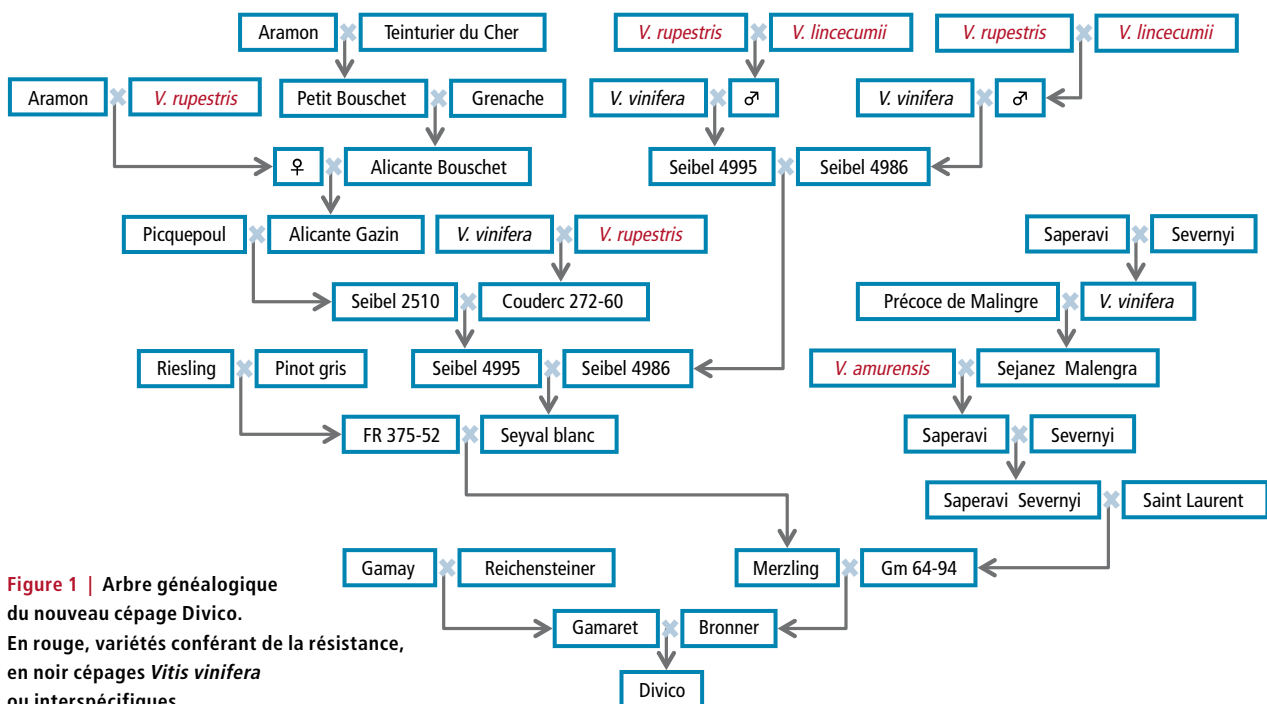 Aramon
Teinturier du Cher
V. rupestris
V. lincecumii
V. rupestris
V. lincecumii
Aramon
V. rupestris
Petit Bouschet
Grenache
V. vinifera
♂
V. vinifera
♂
♀
Alicante Bouschet
Seibel 4995
Seibel 4986
Picquepoul
Alicante Gazin
V. vinifera
V. rupestris
Saperavi
Severnyi
Seibel 2510
Couderc 272-60
Précoce de Malingre
V. vinifera
Riesling
Pinot gris
Seibel 4995
Seibel 4986
V. amurensis
Sejanez Malengra
FR 375-52
Seyval blanc
Saperavi
Severnyi
Saperavi Severnyi
Saint Laurent
Gamay
Reichensteiner
Merzling
Gm 64-94
Gamaret
Bronner
Divico
Figure 1 | Arbre généalogique
du nouveau cépage Divico.
En rouge, variétés conférant de la résistance,
en noir cépages Vitis vinifera
ou interspécifiques